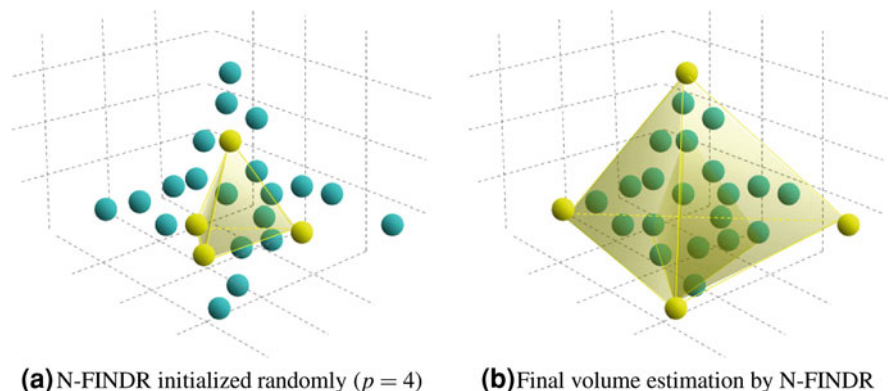 (a) N-FINDR initialized randomly (p = 4)
(b) Final volume estimation by N-FINDR